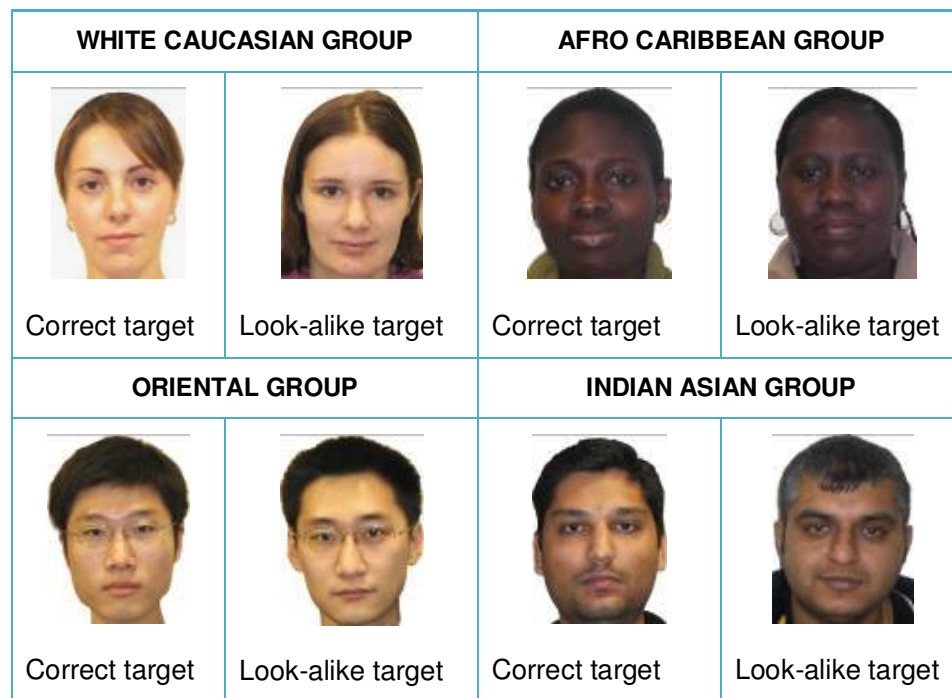 WHITE CAUCASIAN GROUP
AFRO CARIBBEAN GROUP
Correct target
Look-alike target
Correct target
Look-alike target
ORIENTAL GROUP
INDIAN ASIAN GROUP
Correct target
Look-alike target
Correct target
Look-alike target